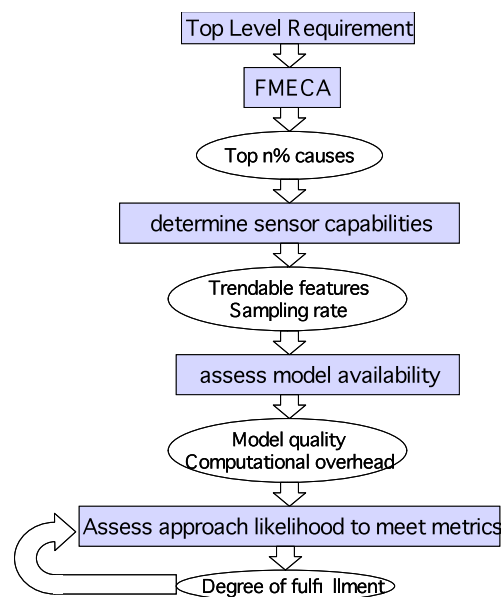 Top Level Requirement
FMECA
Top n% causes
determine sensor capabilities
Trendable features
Sampling rate
assess model availability
Model quality
Computational overhead
Assess approach likelihood to meet metrics
Degree of fulfi llment